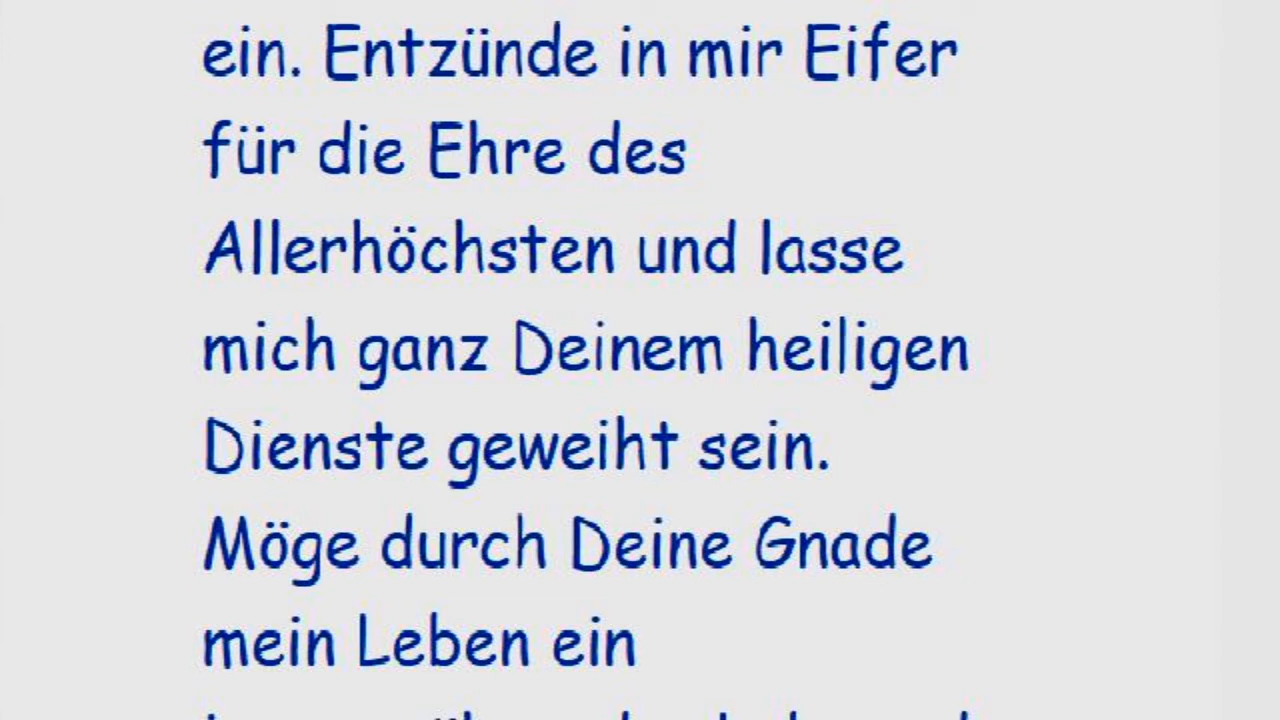 ein. Entzünde in mir Eifer
für die Ehre des
Allerhöchsten und lasse
mich ganz Deinem heiligen
Dienste geweiht sein.
Möge durch Deine Gnade
mein Leben ein